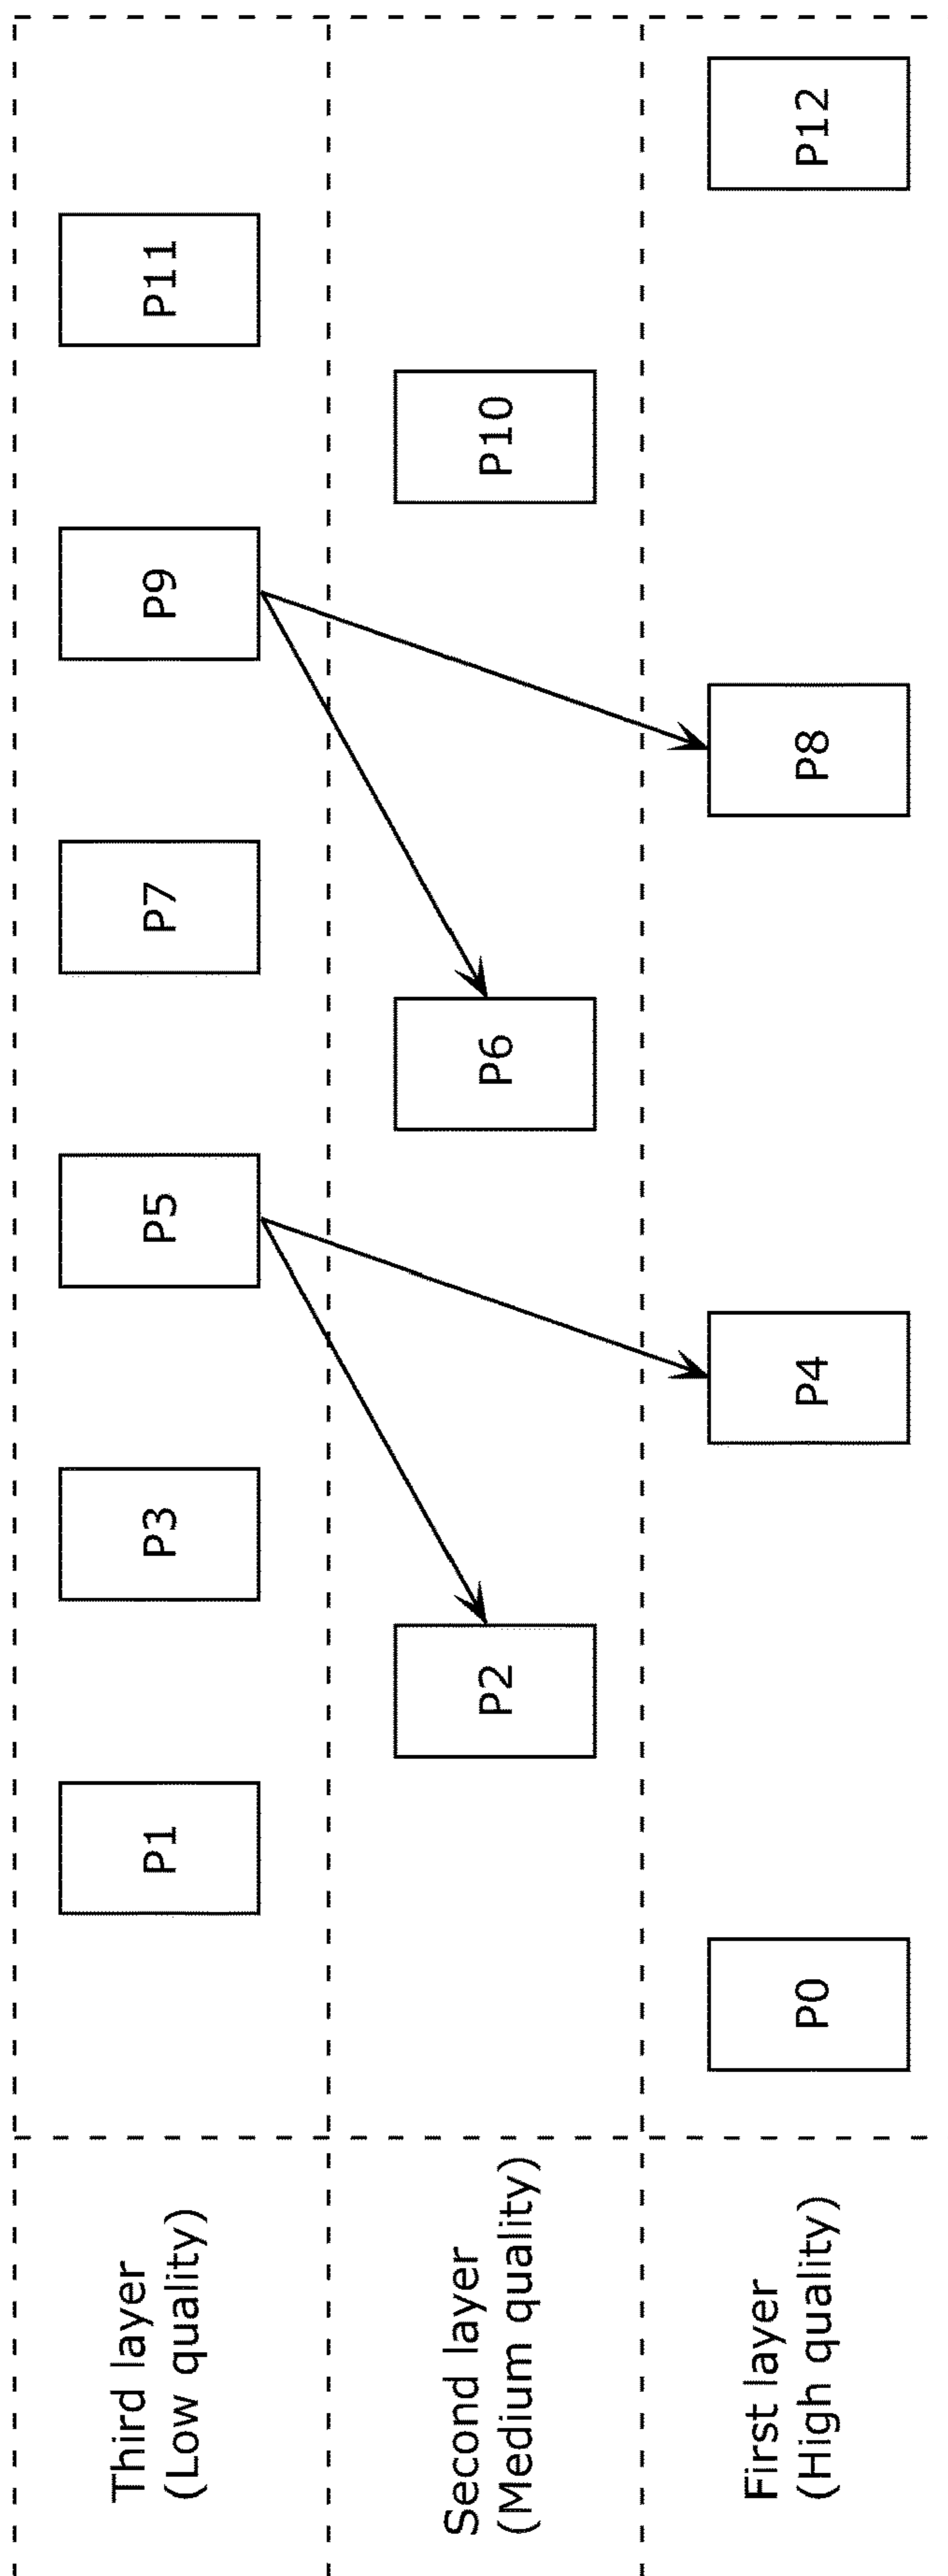 Third layer
(Low quality)
P1
P3
P5
P7
P9
P11
Second layer
(Medium quality)
P2
P6
P10
First layer
(High quality)
P0
P4
P8
P12